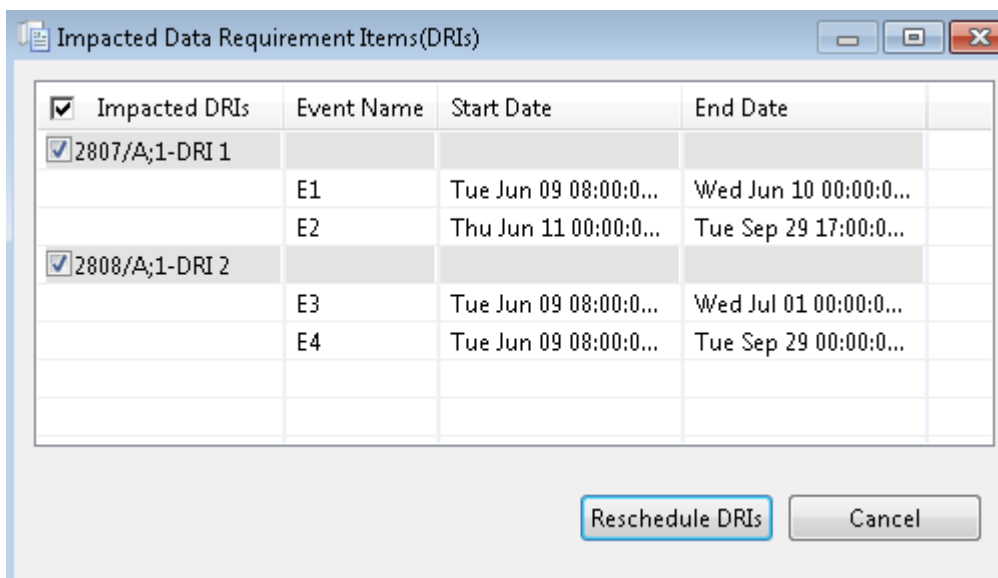 Impacted Data Requirement Items(DRIs)
Impacted DRIs Event Name Start Date End Date
2807/A;1-DRI 1
E1 Tue Jun 09 08:00:0... Wed Jun 10 00:00:0...
E2 Thu Jun 11 00:00:0... Tue Sep 29 17:00:0...
2808/A;1-DRI 2
E3 Tue Jun 09 08:00:0... Wed Jul 01 00:00:0...
E4 Tue Jun 09 08:00:0... Tue Sep 29 00:00:0...
Reschedule DRIs Cancel